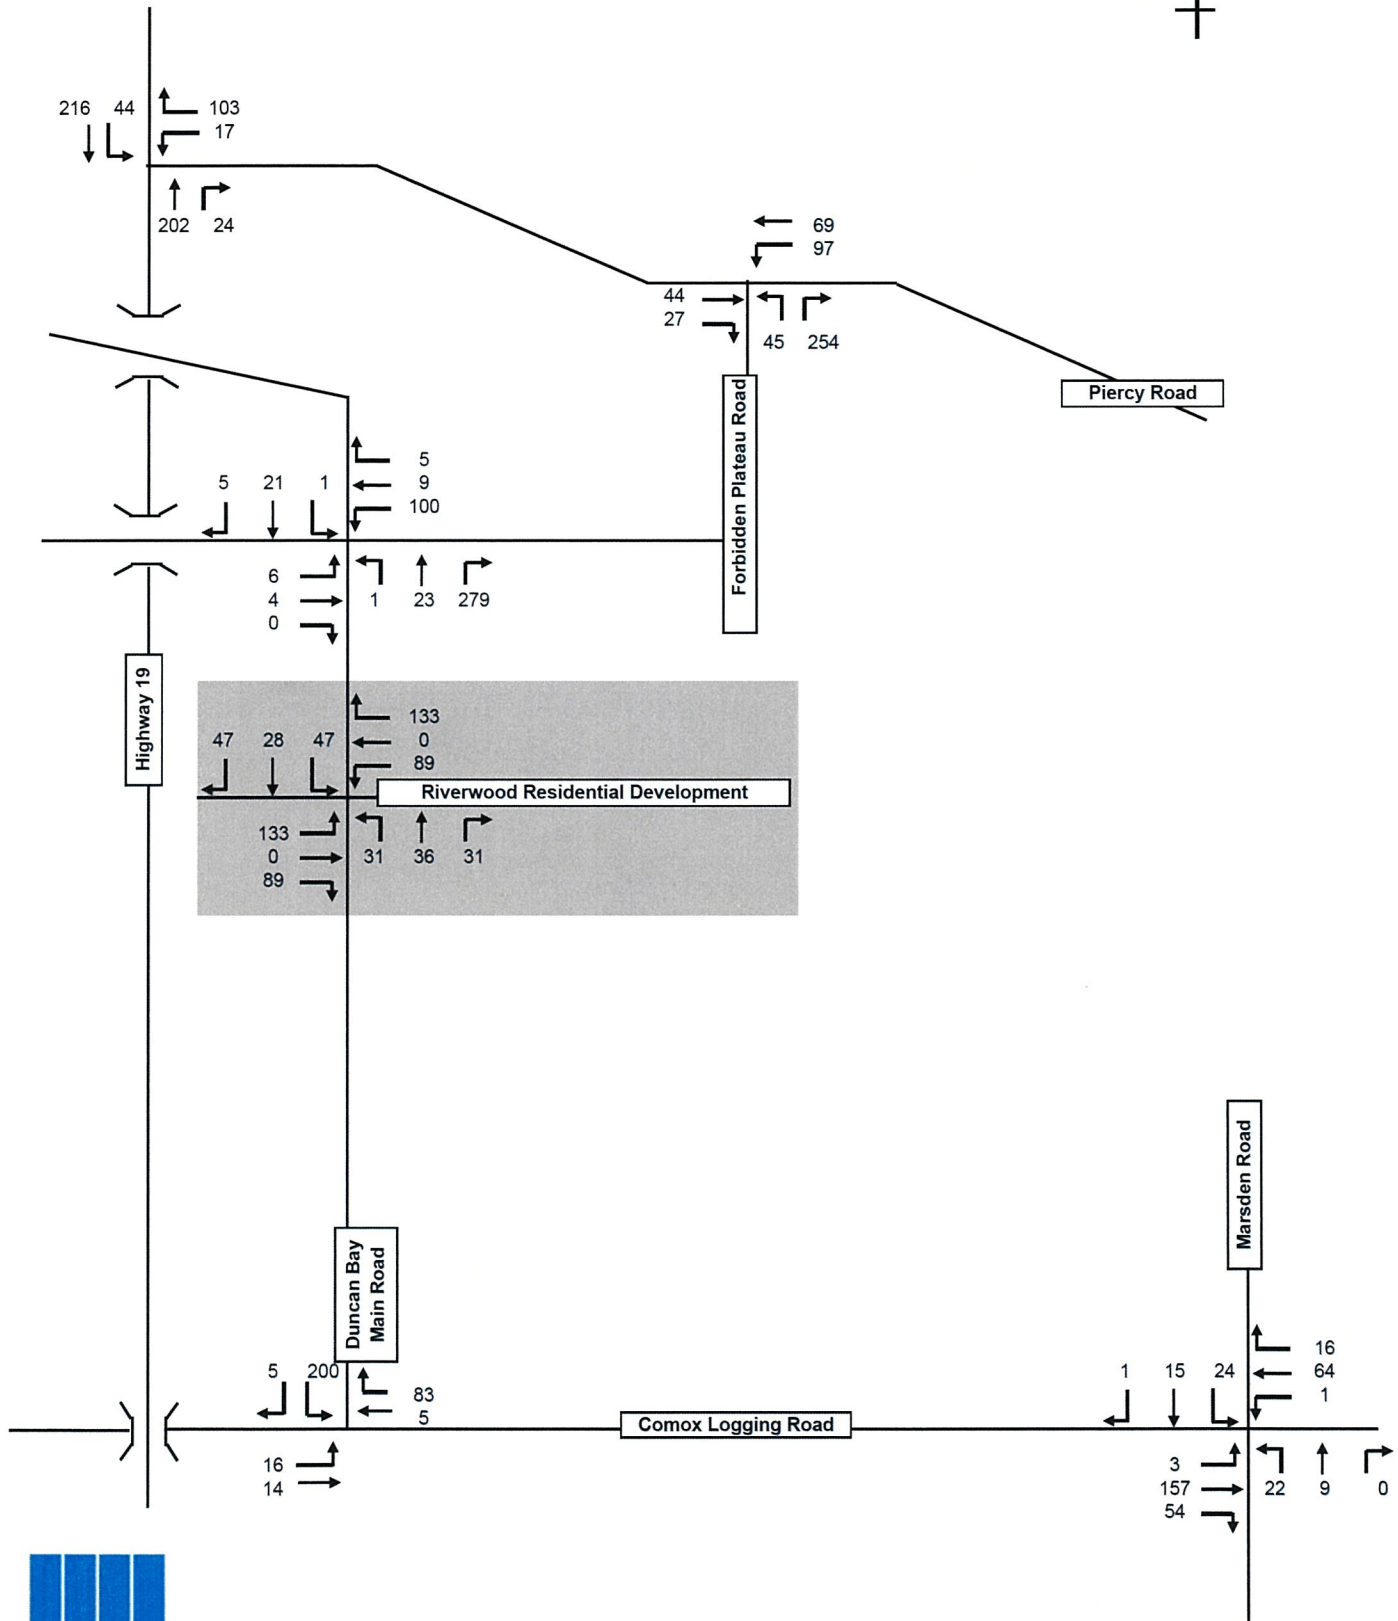 216 44 103
17
202 24
69
97
44
27
45 254
Piercy Road
Forbidden Plateau Road
5
5 21 1 9
100
6
4 1 23 279
0
Highway 19
133
47 28 47 0
89
Riverwood Residential Development
133
0 31 36 31
89
Marsden Road
Duncan Bay
Main Road
16
5 200 1 15 24 64
83 1
5
Comox Logging Road
16 3
14 157 22 9 0
54